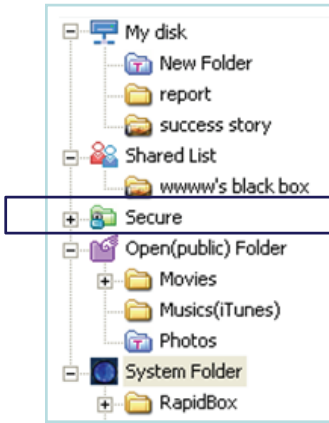 My disk
New Folder
report
success story
Shared List
wwww's black box
Secure
Open(public) Folder
Movies
Musics(iTunes)
Photos
System Folder
RapidBox